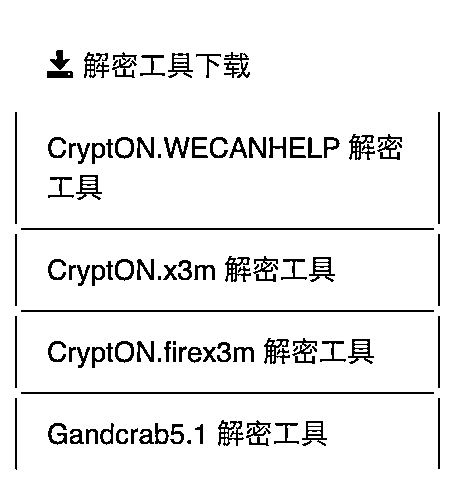 解密工具下载
CryptON.WECANHELP 解密
工具
CryptON.x3m 解密工具
CryptON.firex3m 解密工具
Gandcrab5.1 解密工具